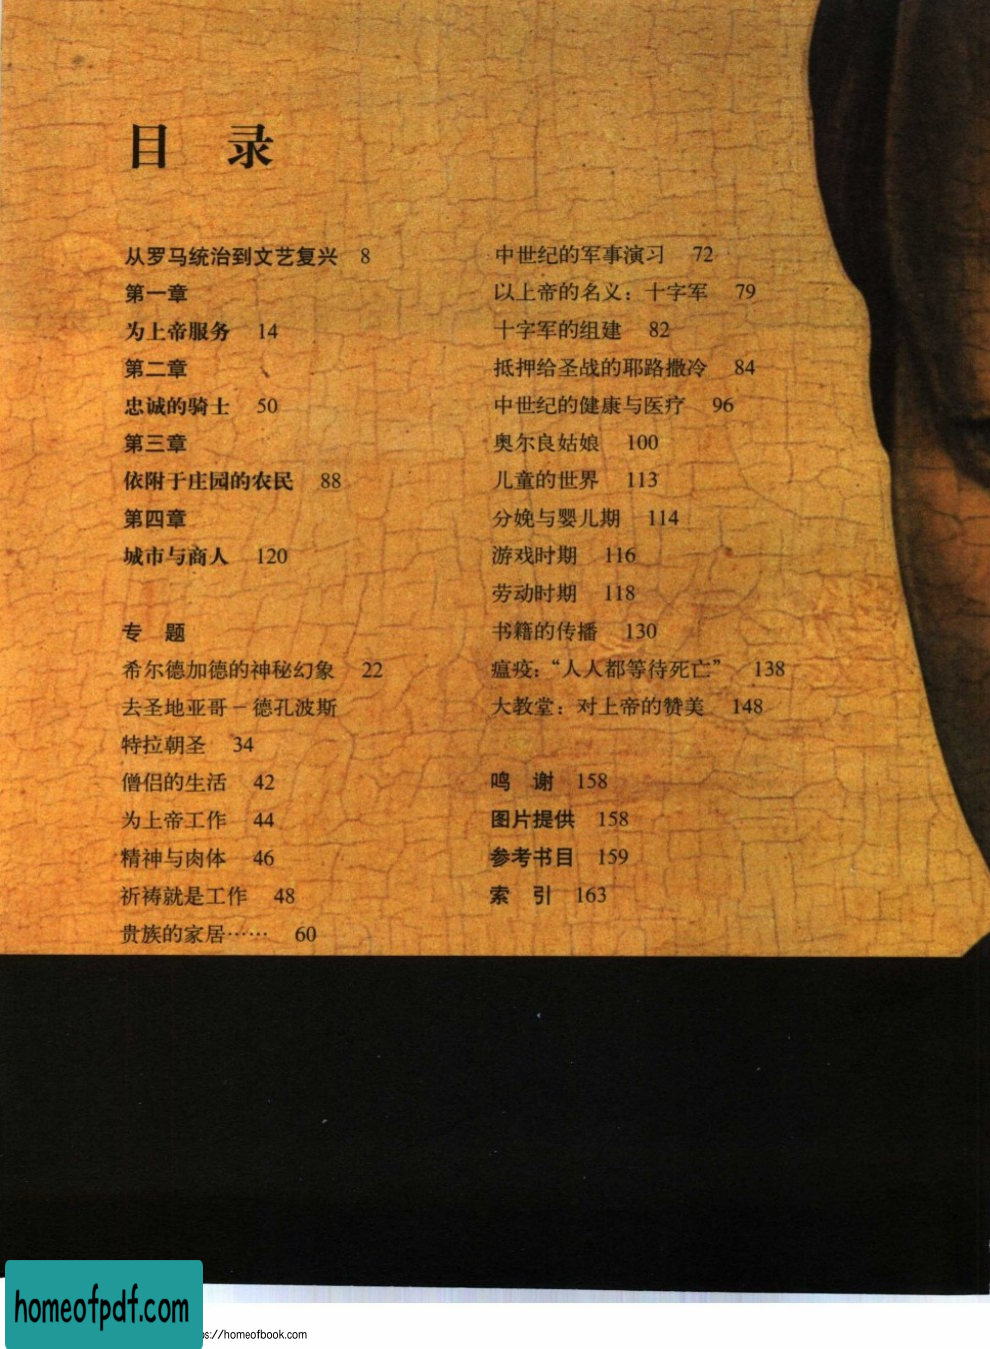 目 录
从罗马统治到文艺复兴 8
第一章
为上帝服务 14
第二章
忠诚的骑士 50
第三章
依附于庄园的农民 88
第四章
城市与商人 120
专 题
希尔德加德的神秘幻象 22
去圣地亚哥－德孔波斯
特拉朝圣 34
僧侣的生活 42
为上帝工作 44
精神与肉体 46
祈祷就是工作 48
贵族的家居…… 60
中世纪的军事演习 72
以上帝的名义：十字军 79
十字军的组建 82
抵押给圣战的耶路撒冷 84
中世纪的健康与医疗 96
奥尔良姑娘 100
儿童的世界 113
分娩与婴儿期 114
游戏时期 116
劳动时期 118
书籍的传播 130
瘟疫：“人人都等待死亡” 138
大教堂：对上帝的赞美 148
鸣 谢 158
图片提供 158
参考书目 159
索 引 163
homeofpdf.com
ps://homeofbook.com